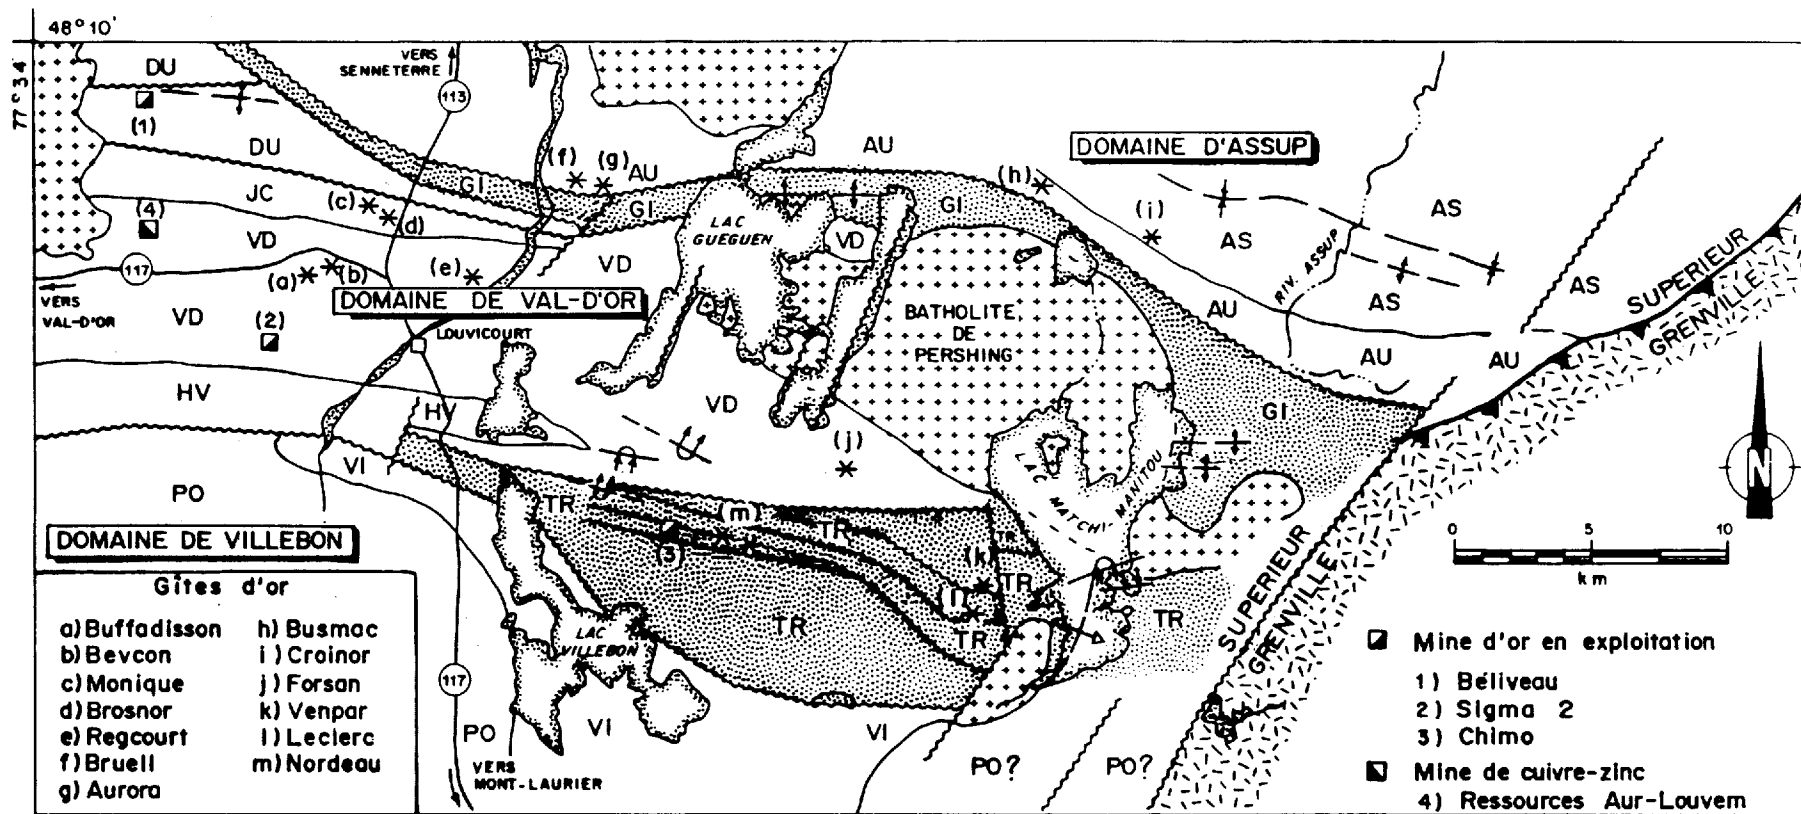 48°10'
77°34'
DU
VERS
SENNETERRE
113
(1)
DU
(f)
(g)
AU
AU
DOMAINE D'ASSUP
(h)
GI
JC
(c)
(d)
(4)
VD
GI
LAC
GUEGUEN
VD
GI
(i)
AS
AS
RIV. ASSUP
117
(a)
(b)
(e)
VD
VERS
VAL-D'OR
DOMAINE DE VAL-D'OR
VD
(2)
LOUVICOURT
BATHOLITE
DE
PERSHING
AU
AS
AS
SUPERIEUR
GRENVILLE
AU
AU
HV
HV
VD
GI
(j)
VI
PO
LAC MATCHI-MANITOU
TR
(m)
TR
(3)
(k)
TR
TR
(l)
TR
TR
TR
SUPERIEUR
GRENVILLE
N
0 5 10
km
DOMAINE DE VILLEBON
LAC
VILLEBON
117
PO
VI
VI
PO?
PO?
VERS
MONT-LAURIER
Gîtes d'or
a) Buffadisson
b) Bevcon
c) Monique
d) Brosnor
e) Regcourt
f) Bruell
g) Aurora
h) Busmac
i) Croinor
j) Forsan
k) Venpar
l) Leclerc
m) Nordeau
Mine d'or en exploitation
1) Béliveau
2) Sigma 2
3) Chimo
Mine de cuivre-zinc
4) Ressources Aur-Louvem